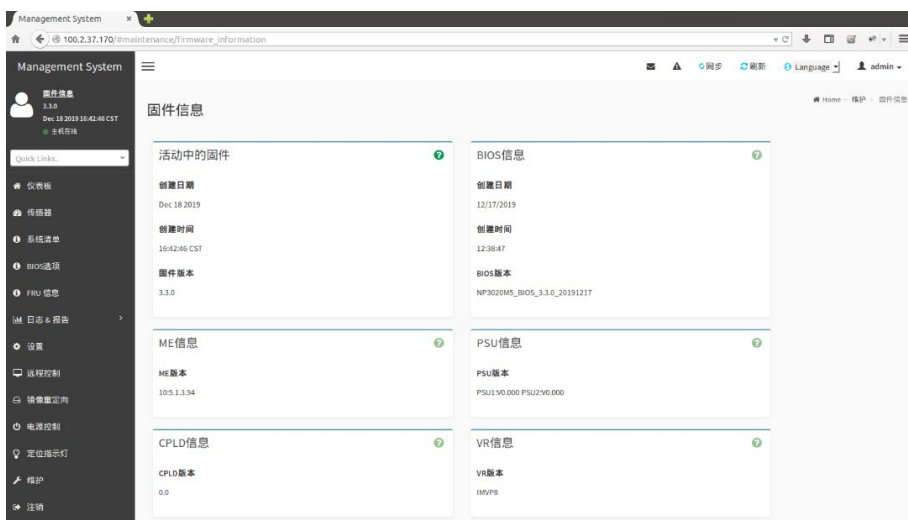 Management System
100.2.37.170/#maintenance/firmware_information
Management System
同步
刷新
Language
admin
固件信息
3.3.0
Dec 18 2019 16:42:46 CST
主机在线
Quick Links..
固件信息
Home - 维护 - 固件信息
仪表板
传感器
系统清单
BIOS选项
FRU 信息
日志 & 报告
设置
远程控制
镜像重定向
电源控制
定位指示灯
维护
注销
活动中的固件
创建日期
Dec 18 2019
创建时间
16:42:46 CST
固件版本
3.3.0
BIOS信息
创建日期
12/17/2019
创建时间
12:38:47
BIOS版本
NP3020M5_BIOS_3.3.0_20191217
ME信息
ME版本
10:5.1.3.94
PSU信息
PSU版本
PSU1:V0.000 PSU2:V0.000
CPLD信息
CPLD版本
0.0
VR信息
VR版本
IMVP8